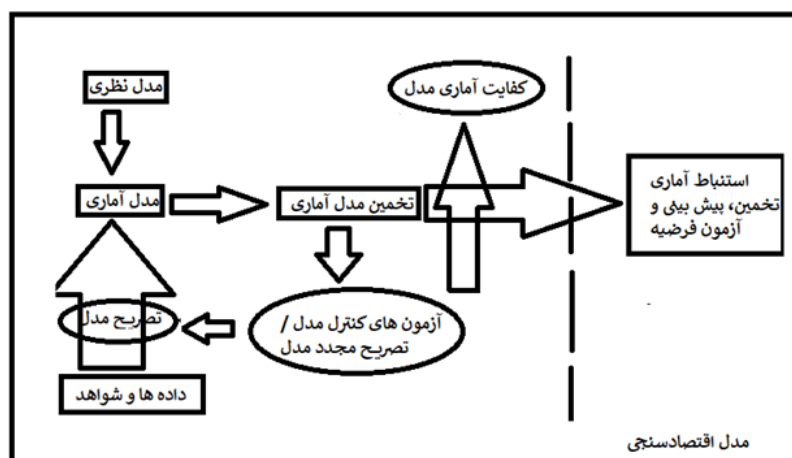 کفایت آماری مدل
مدل نظری
استنباط آماری
تخمین، پیش بینی و
آزمون فرضیه
مدل آماری
تخمین مدل آماری
آزمون های کنترل مدل /
تصریح مجدد مدل
تصریح مدل
داده ها و شواهد
مدل اقتصادسنجی